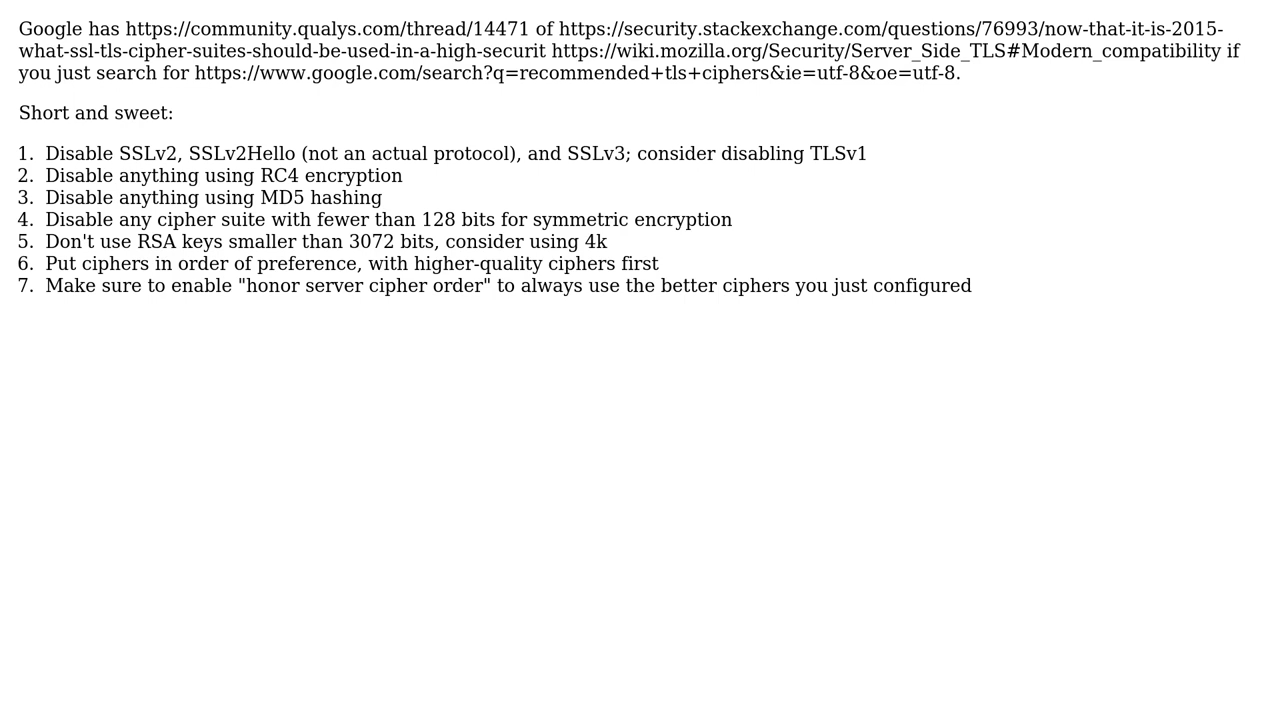 Google has https://community.qualys.com/thread/14471 of https://security.stackexchange.com/questions/76993/now-that-it-is-2015-
what-ssl-tls-cipher-suites-should-be-used-in-a-high-securit https://wiki.mozilla.org/Security/Server_Side_TLS#Modern_compatibility if
you just search for https://www.google.com/search?q=recommended+tls+ciphers&ie=utf-8&oe=utf-8.
Short and sweet:
1. Disable SSLv2, SSLv2Hello (not an actual protocol), and SSLv3; consider disabling TLSv1
2. Disable anything using RC4 encryption
3. Disable anything using MD5 hashing
4. Disable any cipher suite with fewer than 128 bits for symmetric encryption
5. Don't use RSA keys smaller than 3072 bits, consider using 4k
6. Put ciphers in order of preference, with higher-quality ciphers first
7. Make sure to enable "honor server cipher order" to always use the better ciphers you just configured